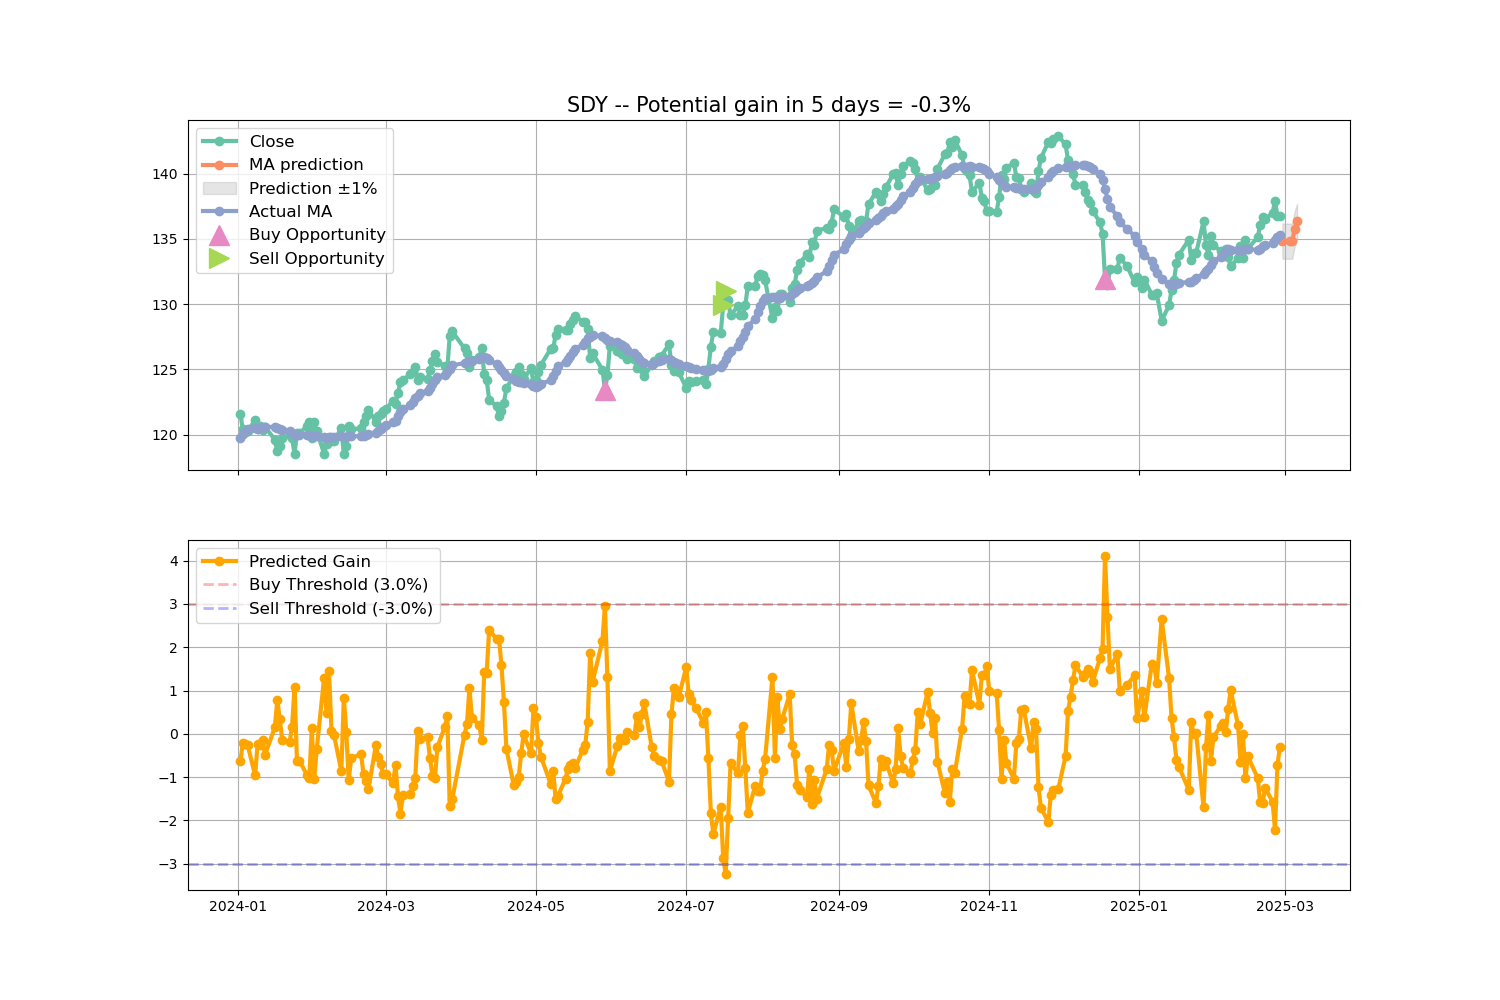 SDY -- Potential gain in 5 days = -0.3%
Close
MA prediction
Prediction ±1%
Actual MA
Buy Opportunity
Sell Opportunity
140
135
130
125
120
Predicted Gain
Buy Threshold (3.0%)
Sell Threshold (-3.0%)
4
3
2
1
0
−1
−2
−3
2024-01 2024-03 2024-05 2024-07 2024-09 2024-11 2025-01 2025-03